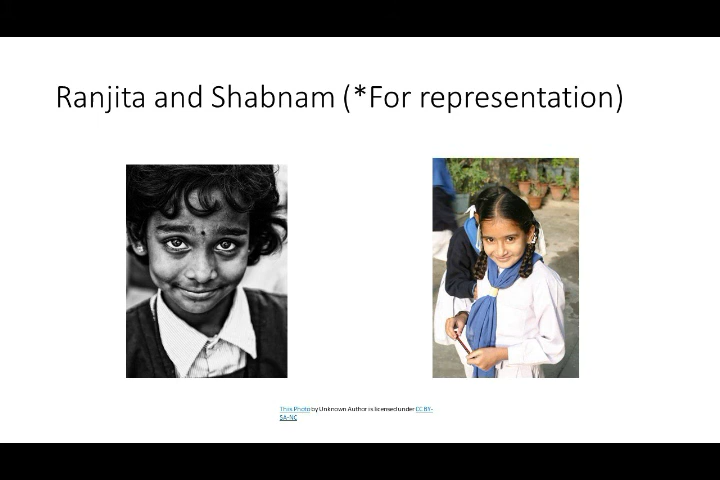 Ranjita and Shabnam (*For representation)
This Photo by Unknown Author is licensed under CC BY-
SA-NC